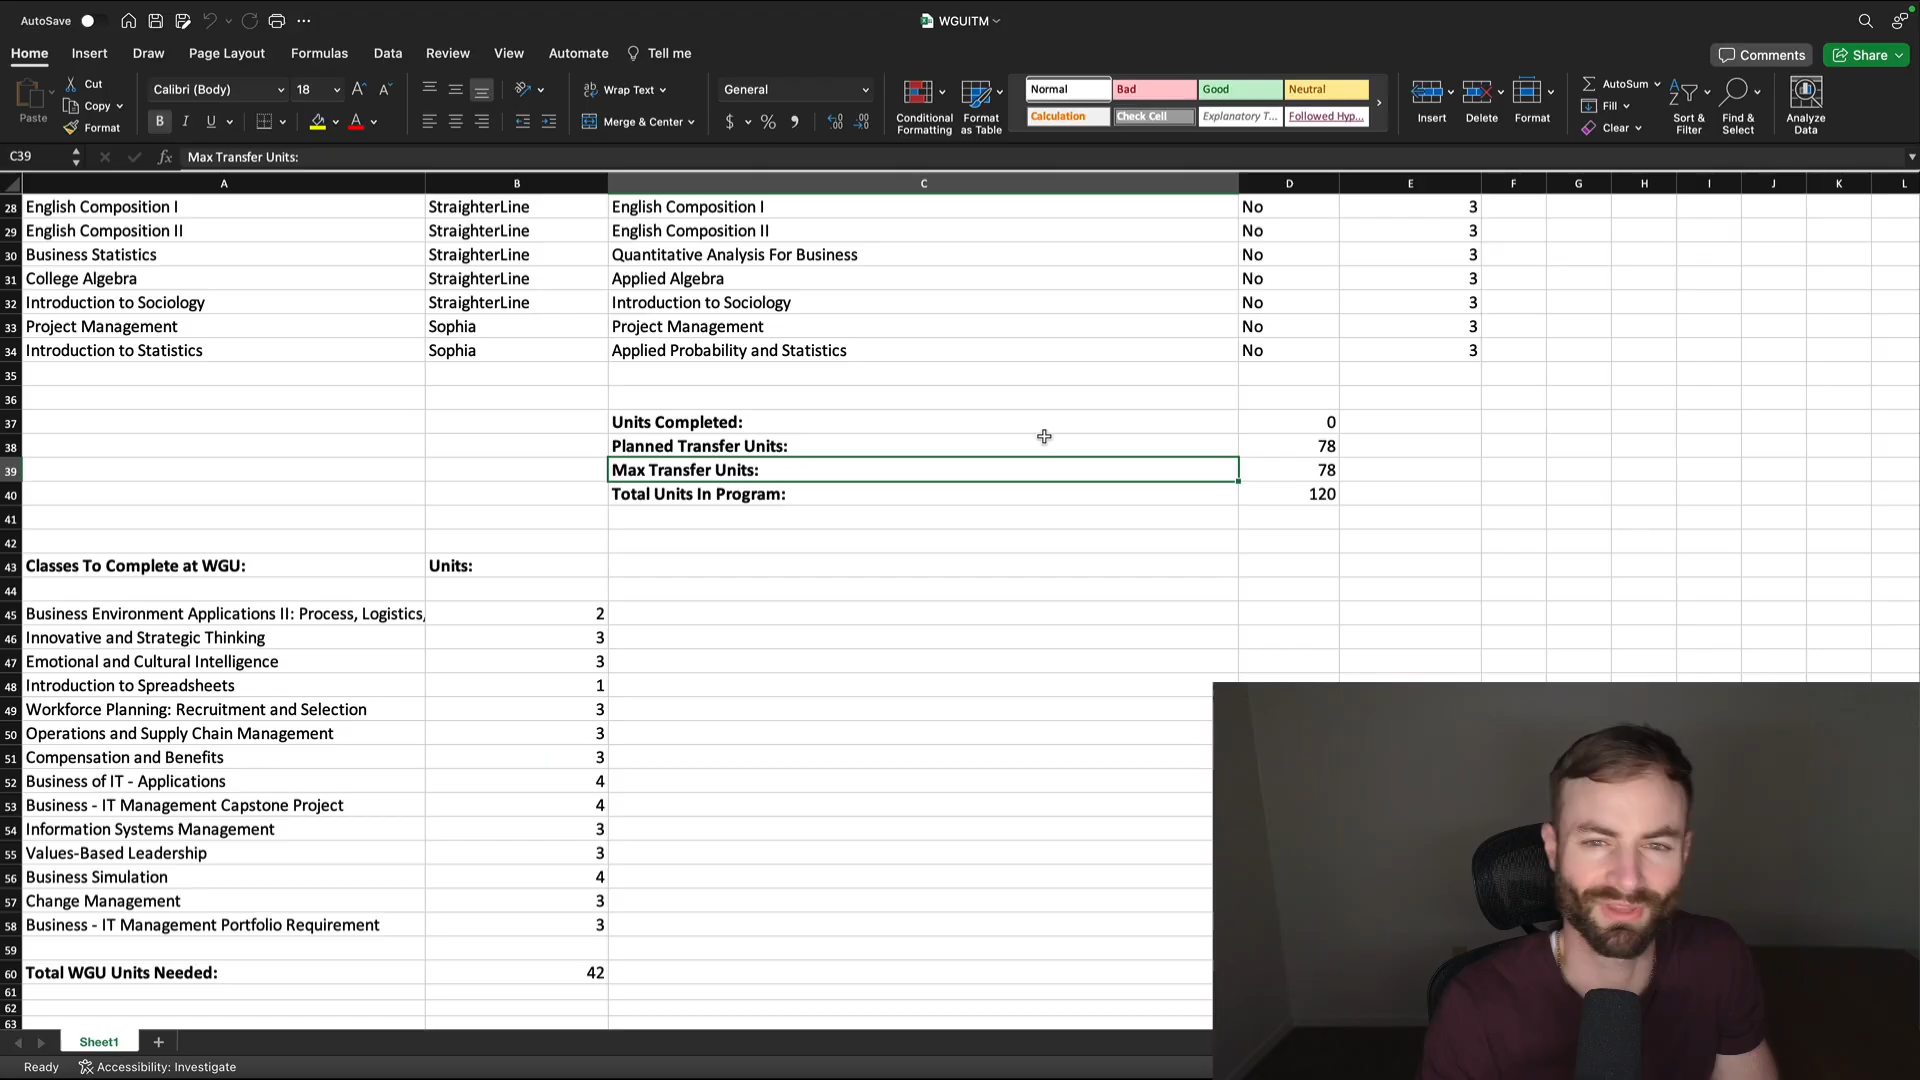 AutoSave
WGUITM
Home Insert Draw Page Layout Formulas Data Review View Automate Tell me
Comments Share
Paste Cut Copy Format
Calibri (Body) 18
B I U
Wrap Text
Merge & Center
General
$ % 9
Conditional Formatting
Format as Table
Normal Bad Good Neutral
Calculation Check Cell Explanatory T... Followed Hyp...
Insert Delete Format
AutoSum
Fill
Clear
Sort & Filter
Find & Select
Analyze Data
C39 fx Max Transfer Units:
A B C D E F G H I J K L
28 English Composition I StraighterLine English Composition I No 3
29 English Composition II StraighterLine English Composition II No 3
30 Business Statistics StraighterLine Quantitative Analysis For Business No 3
31 College Algebra StraighterLine Applied Algebra No 3
32 Introduction to Sociology StraighterLine Introduction to Sociology No 3
33 Project Management Sophia Project Management No 3
34 Introduction to Statistics Sophia Applied Probability and Statistics No 3
35
36
37 Units Completed: 0
38 Planned Transfer Units: 78
39 Max Transfer Units: 78
40 Total Units In Program: 120
41
42
43 Classes To Complete at WGU: Units:
44
45 Business Environment Applications II: Process, Logistics, 2
46 Innovative and Strategic Thinking 3
47 Emotional and Cultural Intelligence 3
48 Introduction to Spreadsheets 1
49 Workforce Planning: Recruitment and Selection 3
50 Operations and Supply Chain Management 3
51 Compensation and Benefits 3
52 Business of IT - Applications 4
53 Business - IT Management Capstone Project 4
54 Information Systems Management 3
55 Values-Based Leadership 3
56 Business Simulation 4
57 Change Management 3
58 Business - IT Management Portfolio Requirement 3
59
60 Total WGU Units Needed: 42
61
62
63
Sheet1
Ready Accessibility: Investigate